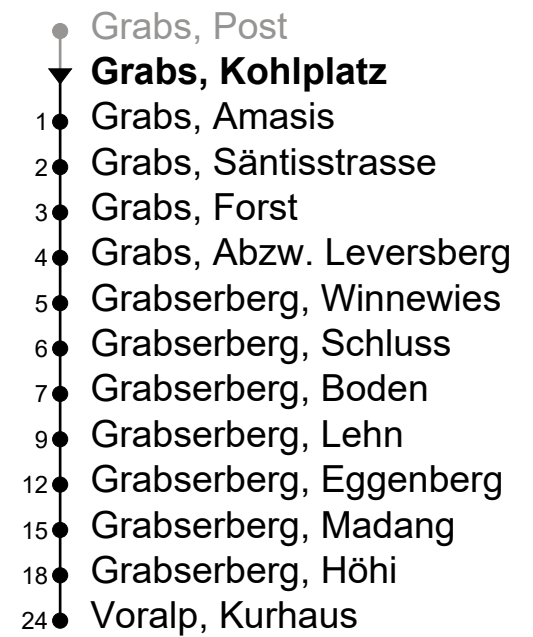 Grabs, Post
Grabs, Kohlplatz
1 Grabs, Amasis
2 Grabs, Säntisstrasse
3 Grabs, Forst
4 Grabs, Abzw. Leversberg
5 Grabserberg, Winnewies
6 Grabserberg, Schluss
7 Grabserberg, Boden
9 Grabserberg, Lehn
12 Grabserberg, Eggenberg
15 Grabserberg, Madang
18 Grabserberg, Höhi
24 Voralp, Kurhaus